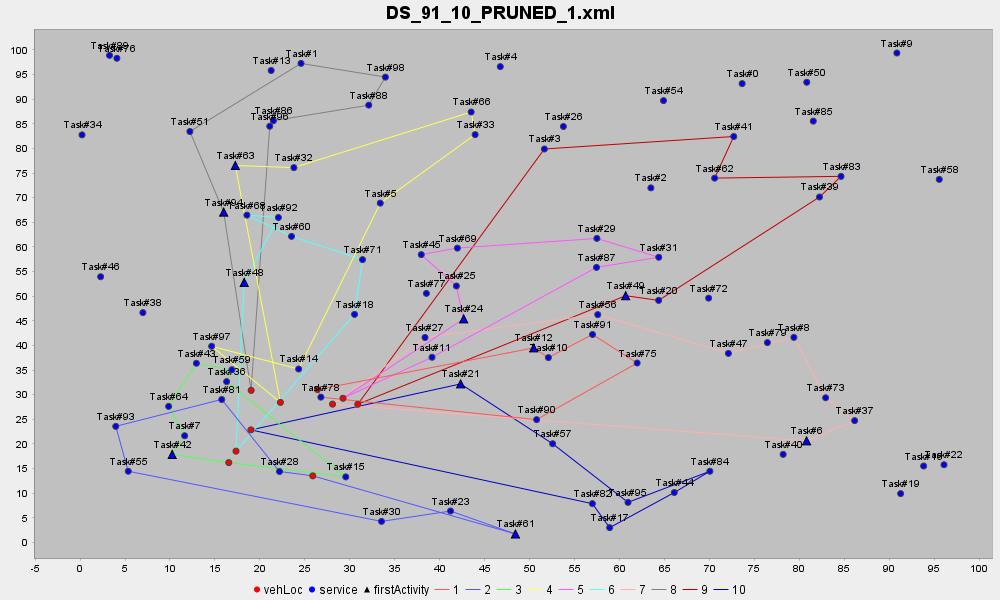 DS_91_10_PRUNED_1.xml
Task#9
Task#76
Task#1
Task#4
Task#13
Task#98
Task#0
Task#50
Task#54
Task#88
Task#66
Task#86
Task#96
Task#85
Task#34
Task#51
Task#33
Task#26
Task#41
Task#3
Task#63
Task#32
Task#62
Task#83
Task#2
Task#58
Task#5
Task#39
Task#94
Task#68
Task#92
Task#60
Task#29
Task#45
Task#69
Task#71
Task#31
Task#46
Task#48
Task#87
Task#25
Task#77
Task#49
Task#20
Task#72
Task#38
Task#18
Task#24
Task#56
Task#27
Task#91
Task#97
Task#12
Task#79
Task#8
Task#43
Task#59
Task#14
Task#11
Task#10
Task#47
Task#75
Task#36
Task#21
Task#81
Task#78
Task#73
Task#64
Task#93
Task#90
Task#37
Task#7
Task#42
Task#57
Task#6
Task#40
Task#55
Task#28
Task#15
Task#84
Task#22
Task#44
Task#19
Task#23
Task#82
Task#95
Task#30
Task#61
Task#17
100
95
90
85
80
75
70
65
60
55
50
45
40
35
30
25
20
15
10
5
0
-5 0 5 10 15 20 25 30 35 40 45 50 55 60 65 70 75 80 85 90 95 100
vehLoc service firstActivity 1 2 3 4 5 6 7 8 9 10